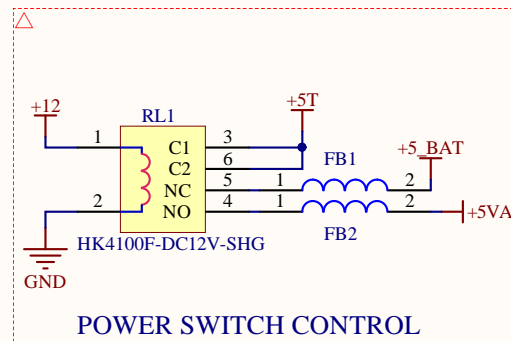 +12
RL1
+5T
1
C1
3
C2
6
FB1
+5_BAT
NC
5
1
2
2
NO
4
1
2
+5VA
HK4100F-DC12V-SHG
FB2
GND
POWER SWITCH CONTROL